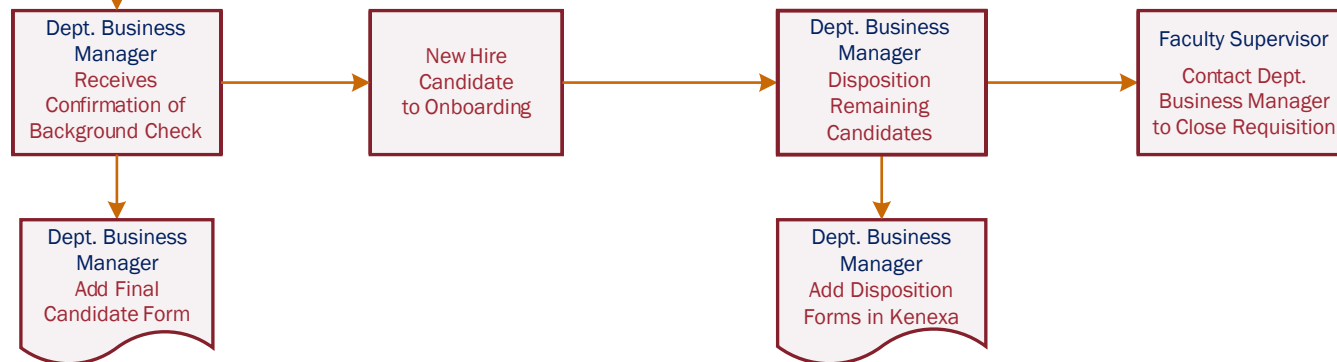 Dept. Business
Manager
Receives
Confirmation of
Background Check
New Hire
Candidate
to Onboarding
Dept. Business
Manager
Disposition
Remaining
Candidates
Faculty Supervisor
Contact Dept.
Business Manager
to Close Requisition
Dept. Business
Manager
Add Final
Candidate Form
Dept. Business
Manager
Add Disposition
Forms in Kenexa